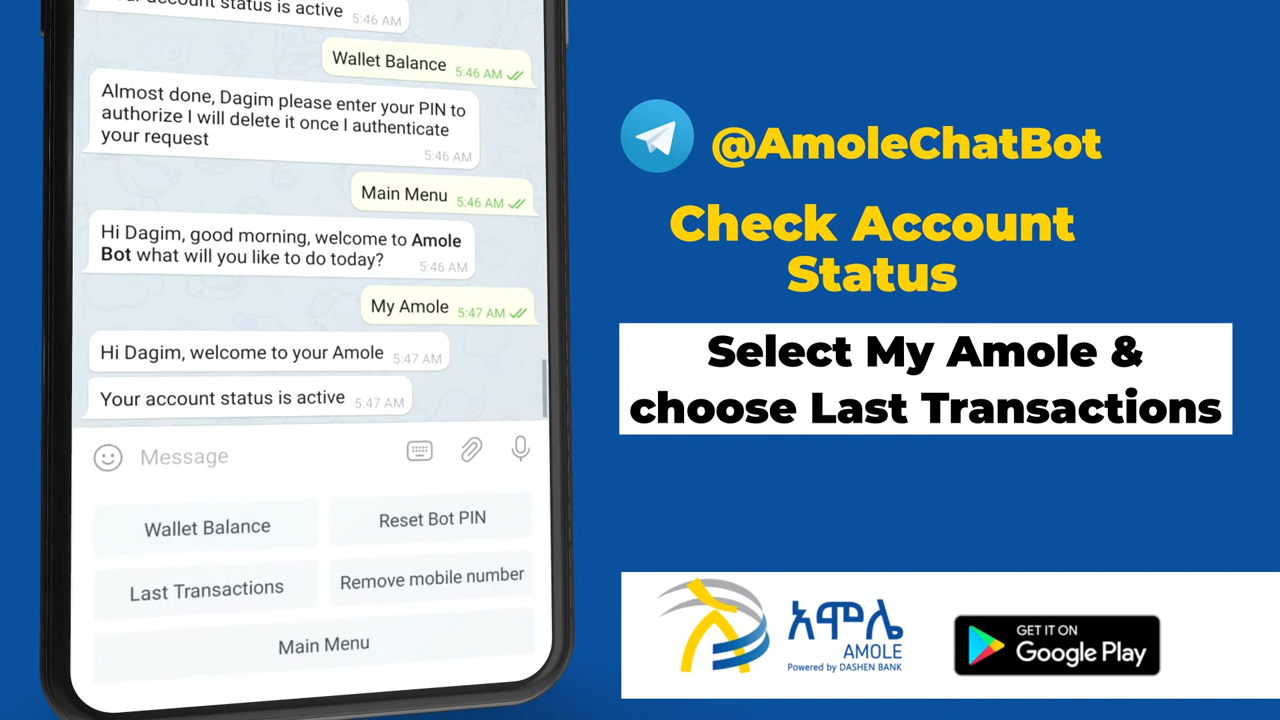 our account status is active
5:46 AM
Wallet Balance 5:46 AM
Almost done, Dagim please enter your PIN to
authorize I will delete it once I authenticate
your request
5:46 AM
Main Menu 5:46 AM
Hi Dagim, good morning, welcome to Amole
Bot what will you like to do today? 5:46 AM
My Amole 5:47 AM
Hi Dagim, welcome to your Amole 5:47 AM
Your account status is active 5:47 AM
Message
Wallet Balance
Reset Bot PIN
Last Transactions
Remove mobile number
Main Menu
@AmoleChatBot
Check Account
Status
Select My Amole &
choose Last Transactions
አሞሌ
AMOLE
Powered by DASHEN BANK
GET IT ON
Google Play